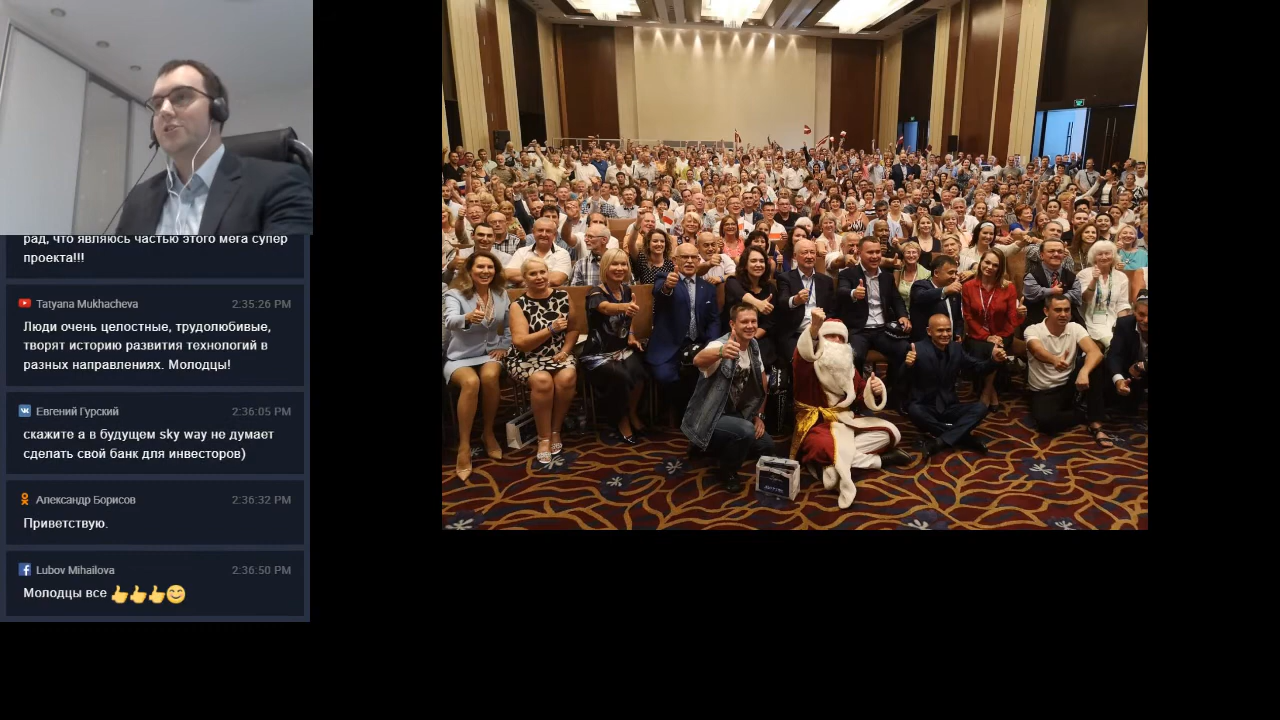 рад, что являюсь частью этого мега супер
проекта!!!
Tatyana Mukhacheva 2:35:26 PM
Люди очень целостные, трудолюбивые,
творят историю развития технологий в
разных направлениях. Молодцы!
Евгений Гурский 2:36:05 PM
скажите а в будущем sky way не думает
сделать свой банк для инвесторов)
Александр Борисов 2:36:32 PM
Приветствую.
Lubov Mihailova 2:36:50 PM
Молодцы все 👍👍👍😊